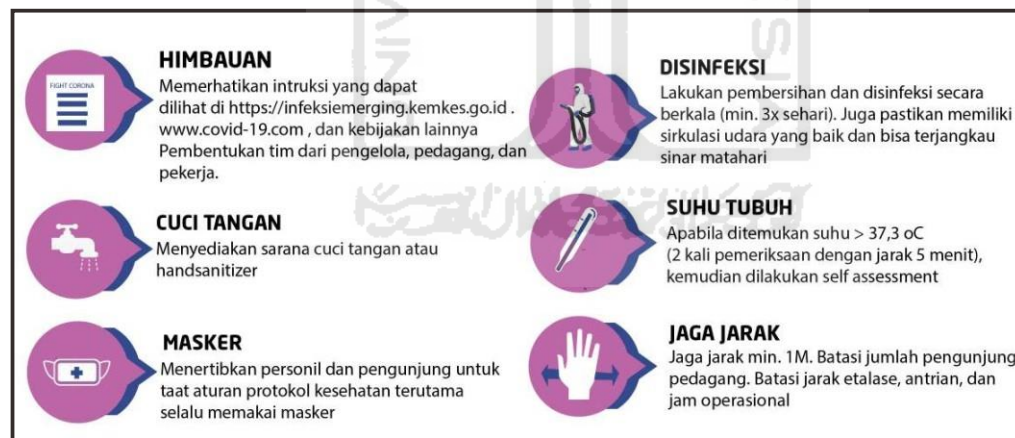 FIGHT CORONA
HIMBAUAN
Memerhatikan intruksi yang dapat
dilihat di https://infeksiemerging.kemkes.go.id .
www.covid-19.com , dan kebijakan lainnya
Pembentukan tim dari pengelola, pedagang, dan
pekerja.
CUCI TANGAN
Menyediakan sarana cuci tangan atau
handsanitizer
MASKER
Menertibkan personil dan pengunjung untuk
taat aturan protokol kesehatan terutama
selalu memakai masker
DISINFEKSI
Lakukan pembersihan dan disinfeksi secara
berkala (min. 3x sehari). Juga pastikan memiliki
sirkulasi udara yang baik dan bisa terjangkau
sinar matahari
SUHU TUBUH
Apabila ditemukan suhu > 37,3 oC
(2 kali pemeriksaan dengan jarak 5 menit),
kemudian dilakukan self assessment
JAGA JARAK
Jaga jarak min. 1M. Batasi jumlah pengunjung
pedagang. Batasi jarak etalase, antrian, dan
jam operasional